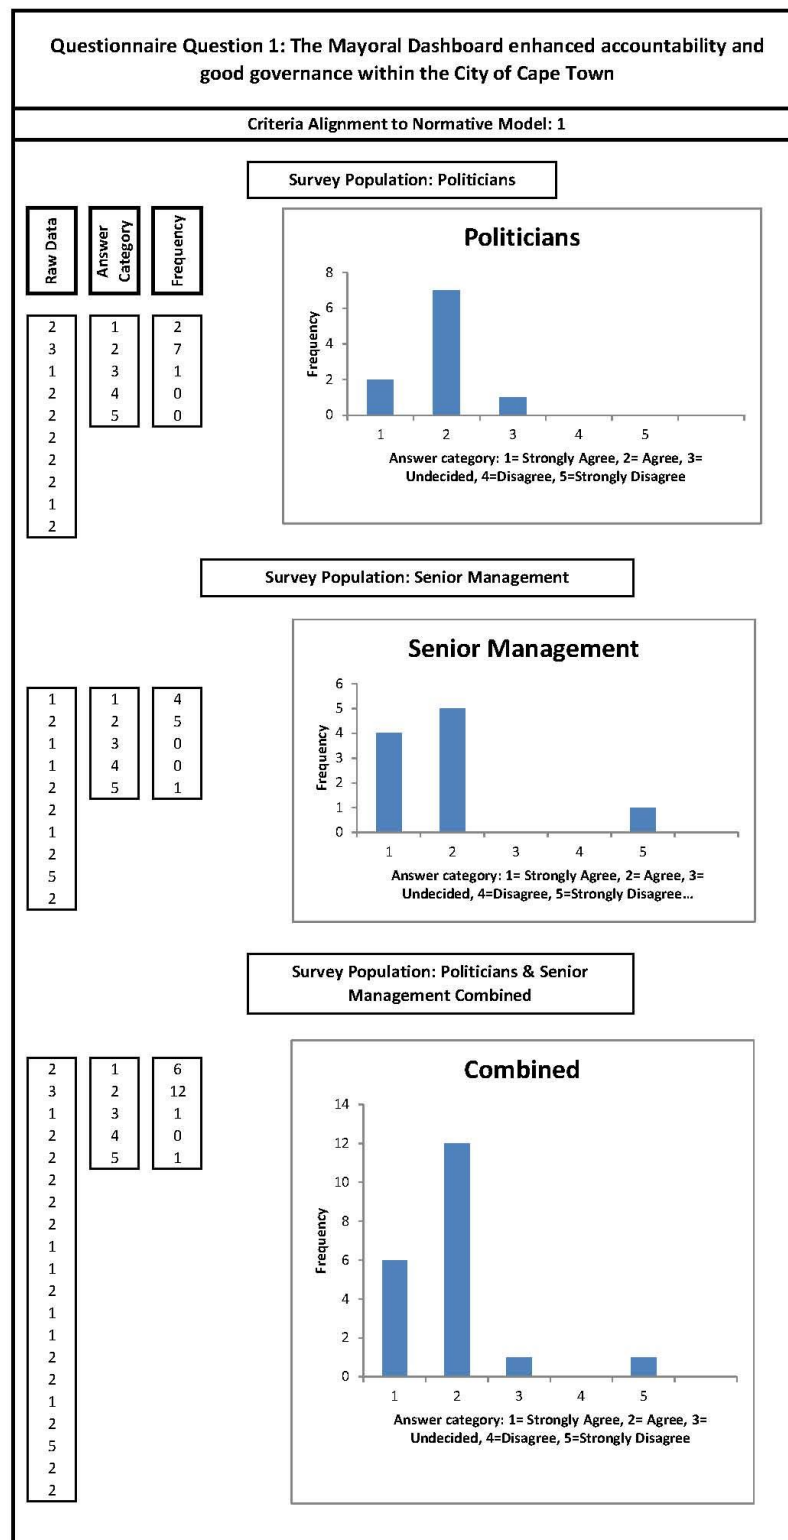 Questionnaire Question 1: The Mayoral Dashboard enhanced accountability and
good governance within the City of Cape Town
Criteria Alignment to Normative Model: 1
Survey Population: Politicians
Raw Data
Answer
Category
Frequency
2 1 2
3 2 7
1 3 1
2 4 0
2 5 0
2
2
2
1
2
Politicians
Frequency
8
6
4
2
0
1 2 3 4 5
Answer category: 1= Strongly Agree, 2= Agree, 3=
Undecided, 4=Disagree, 5=Strongly Disagree
Survey Population: Senior Management
1 1 4
2 2 5
1 3 0
1 4 0
2 5 1
2
1
2
5
2
Senior Management
Frequency
6
5
4
3
2
1
0
1 2 3 4 5
Answer category: 1= Strongly Agree, 2= Agree, 3=
Undecided, 4=Disagree, 5=Strongly Disagree...
Survey Population: Politicians & Senior
Management Combined
2 1 6
3 2 12
1 3 1
2 4 0
2 5 1
2
2
2
1
1
2
1
1
2
2
1
2
5
2
2
Combined
Frequency
14
12
10
8
6
4
2
0
1 2 3 4 5
Answer category: 1= Strongly Agree, 2= Agree, 3=
Undecided, 4=Disagree, 5=Strongly Disagree